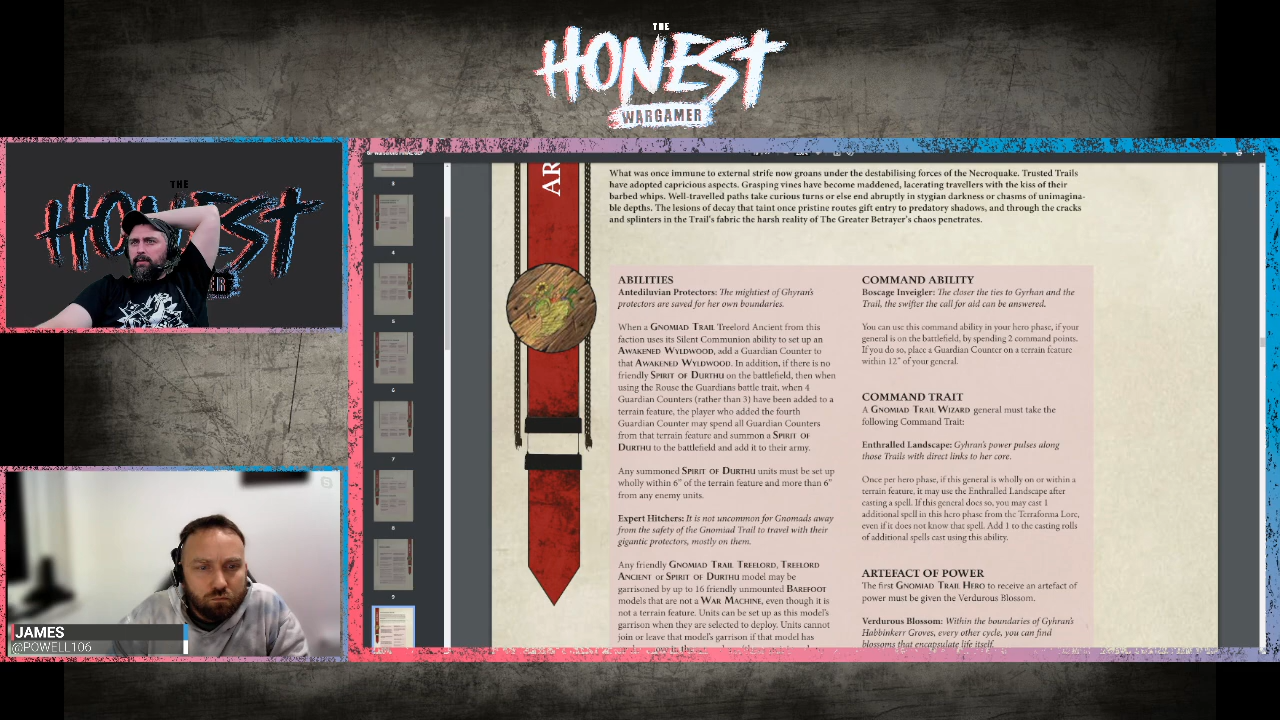 THE
HONEST
WARGAMER
THE
HONEST
ER
JAMES
@POWELL106
3
4
5
6
7
8
9
AR
What was once immune to external strife now groans under the destabilising forces of the Necroquake. Trusted Trails
have adopted capricious aspects. Grasping vines have become maddened, lacerating travellers with the kiss of their
barbed whips. Well-travelled paths take curious turns or else end abruptly in stygian darkness or chasms of unimagina-
ble depths. The lesions of decay that taint once pristine routes gift entry to predatory shadows, and through the cracks
and splinters in the Trail's fabric the harsh reality of The Greater Betrayer's chaos penetrates.
ABILITIES
Antediluvian Protectors: The mightiest of Ghyran's
protectors are saved for her own boundaries.
When a GNOMIAD TRAIL Treelord Ancient from this
faction uses its Silent Communion ability to set up an
AWAKENED WYLDWOOD, add a Guardian Counter to
that AWAKENED WYLDWOOD. In addition, if there is no
friendly SPIRIT OF DURTHU on the battlefield, then when
using the Rouse the Guardians battle trait, when 4
Guardian Counters (rather than 3) have been added to a
terrain feature, the player who added the fourth
Guardian Counter may spend all Guardian Counters
from that terrain feature and summon a SPIRIT OF
DURTHU to the battlefield and add it to their army.
Any summoned SPIRIT OF DURTHU units must be set up
wholly within 6" of the terrain feature and more than 6"
from any enemy units.
Expert Hitchers: It is not uncommon for Gnomads away
from the safety of the Gnomiad Trail to travel with their
gigantic protectors, mostly on them.
Any friendly GNOMIAD TRAIL TREELORD, TREELORD
ANCIENT or SPIRIT OF DURTHU model may be
garrisoned by up to 16 friendly unmounted BAREFOOT
models that are not a WAR MACHINE, even though it is
not a terrain feature. Units can be set up as this model's
garrison when they are selected to deploy. Units cannot
join or leave that model's garrison if that model has
COMMAND ABILITY
Boscage Inveigler: The closer the ties to Gyrhan and the
Trail, the swifter the call for aid can be answered.
You can use this command ability in your hero phase, if your
general is on the battlefield, by spending 2 command points.
If you do so, place a Guardian Counter on a terrain feature
within 12" of your general.
COMMAND TRAIT
A GNOMIAD TRAIL WIZARD general must take the
following Command Trait:
Enthralled Landscape: Gyhran's power pulses along
those Trails with direct links to her core.
Once per hero phase, if this general is wholly on or within a
terrain feature, it may use the Enthralled Landscape after
casting a spell. If this general does so, you may cast 1
additional spell in this hero phase from the Terraforma Lore,
even if it does not know that spell. Add 1 to the casting rolls
of additional spells cast using this ability.
ARTEFACT OF POWER
The first GNOMIAD TRAIL HERO to receive an artefact of
power must be given the Verdurous Blossom.
Verdurous Blossom: Within the boundaries of Gyhran's
Habbinkerr Groves, every other cycle, you can find
blossoms that encapsulate life itself.